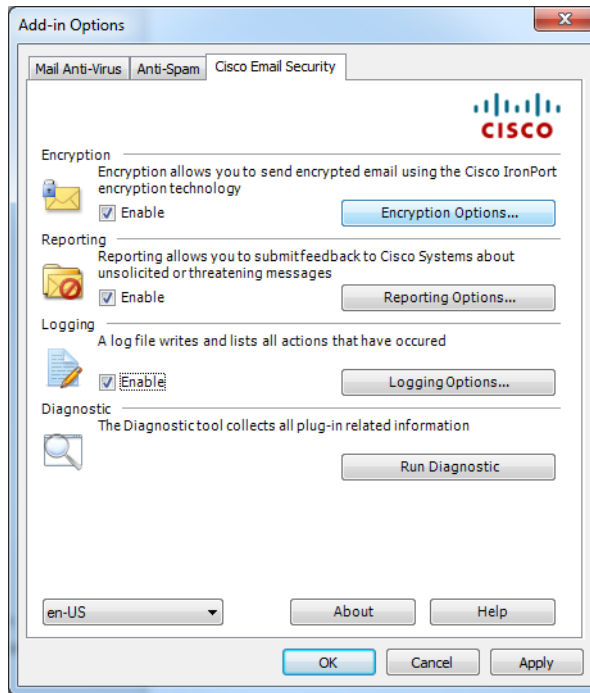 Add-in Options
Mail Anti-Virus Anti-Spam Cisco Email Security
CISCO
Encryption
Encryption allows you to send encrypted email using the Cisco IronPort
encryption technology
Enable Encryption Options...
Reporting
Reporting allows you to submitfeedback to Cisco Systems about
unsolicited or threatening messages
Enable Reporting Options...
Logging
A log file writes and lists all actions that have occured
Enable Logging Options...
Diagnostic
The Diagnostic tool collects all plug-in related information
Run Diagnostic
en-US About Help
OK Cancel Apply